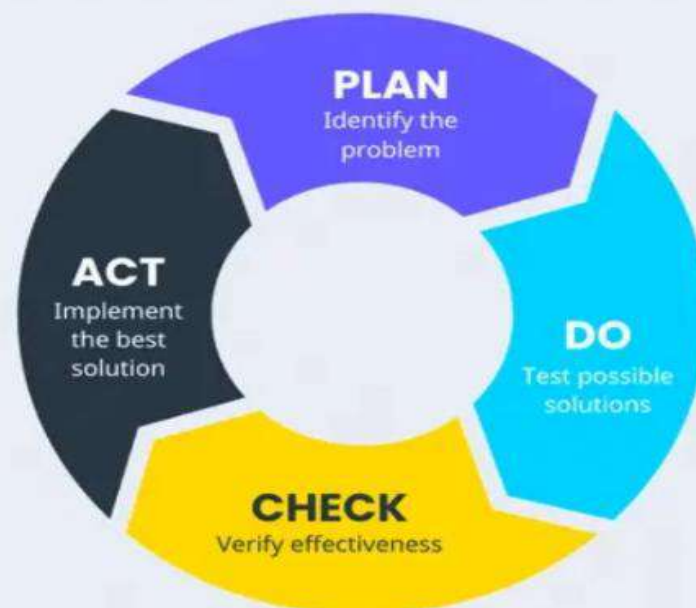 PLAN
Identify the
problem
DO
Test possible
solutions
CHECK
Verify effectiveness
ACT
Implement
the best
solution